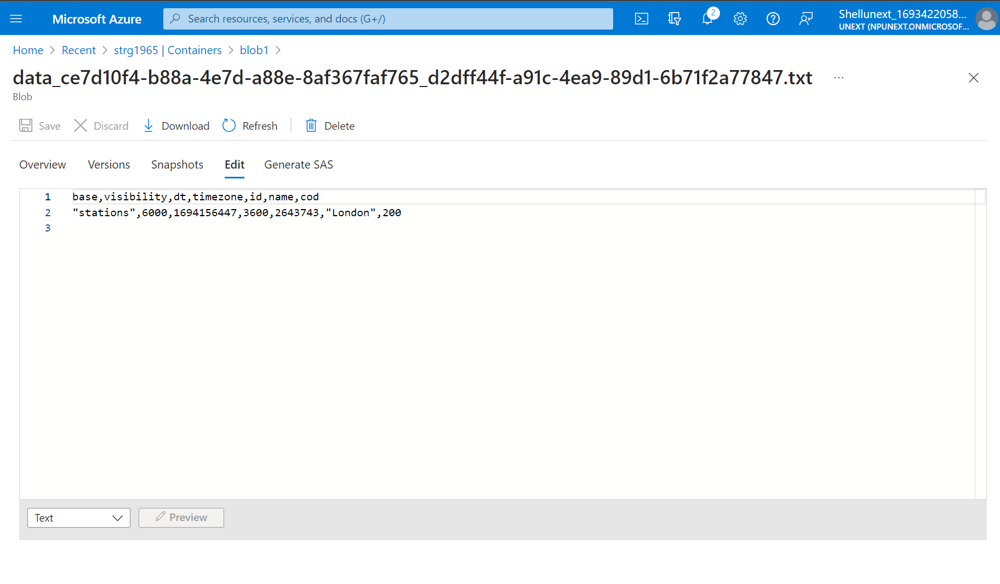 Microsoft Azure
Search resources, services, and docs (G+/)
2
Shellunext_1693422058...
UNEXT (NPUNEXT.ONMICROSOF...
Home > Recent > strg1965 | Containers > blob1 >
data_ce7d10f4-b88a-4e7d-a88e-8af367faf765_d2dff44f-a91c-4ea9-89d1-6b71f2a77847.txt ...
Blob
Save Discard Download Refresh Delete
Overview Versions Snapshots Edit Generate SAS
1 base,visibility,dt,timezone,id,name,cod
2 "stations",6000,1694156447,3600,2643743,"London",200
3
Text Preview